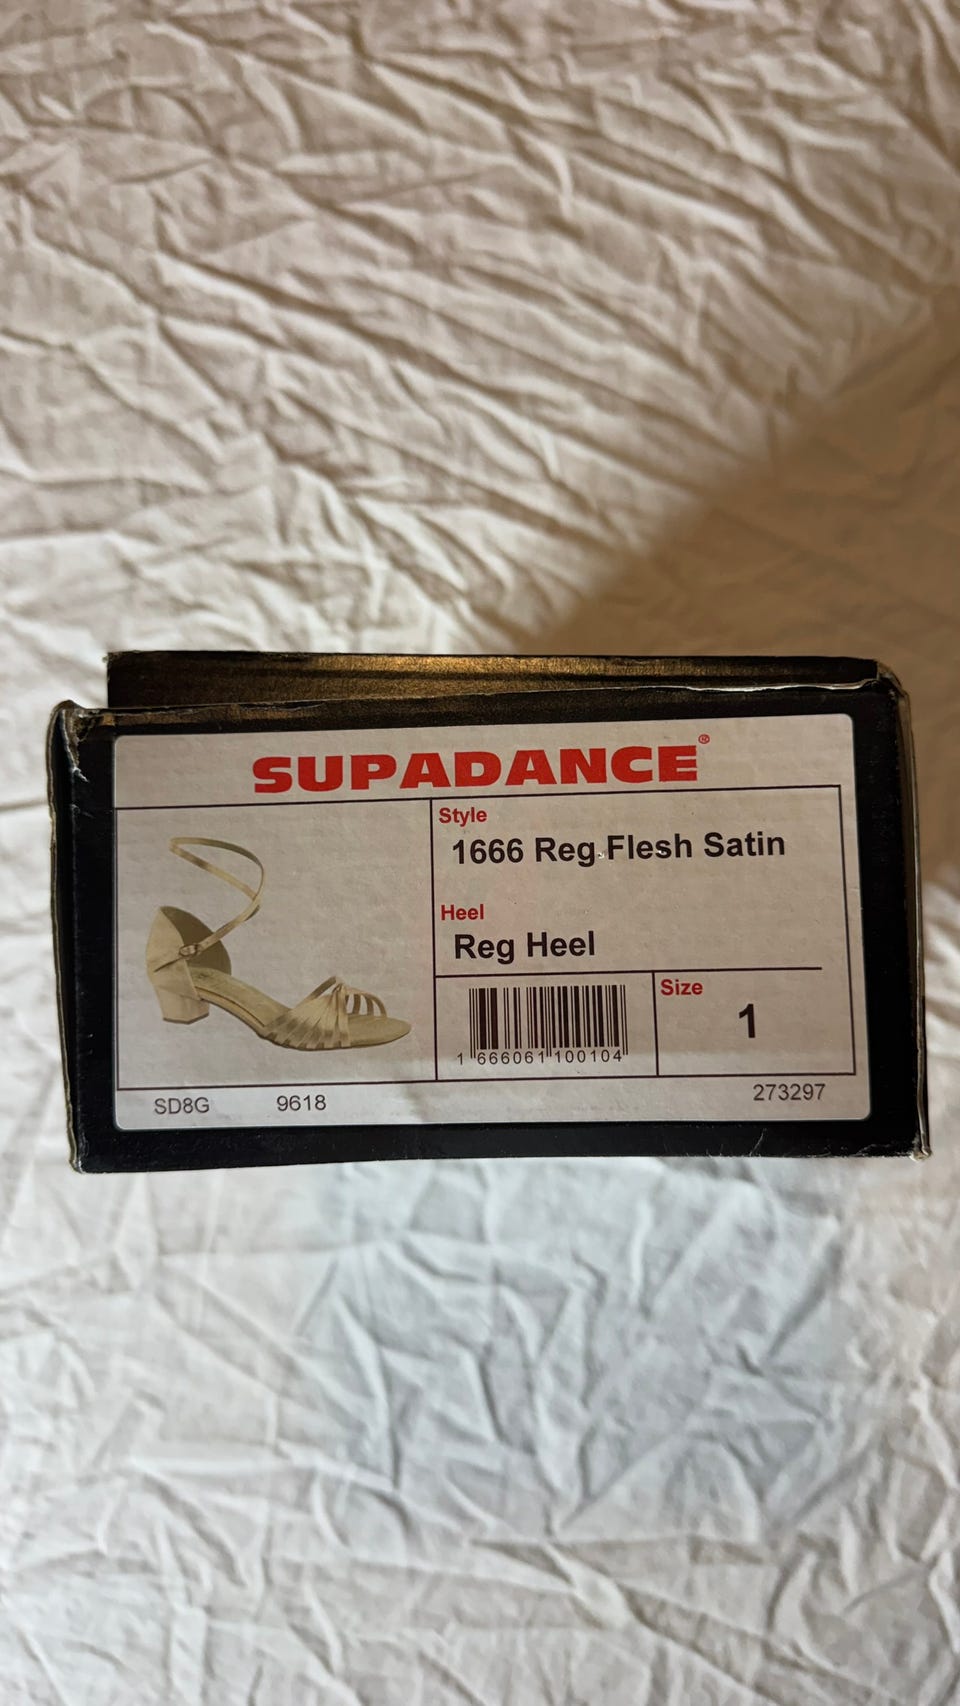 SUPADANCE®
Style
1666 Reg Flesh Satin
Heel
Reg Heel
Size
1
1 666061 100104
SD8G 9618 273297